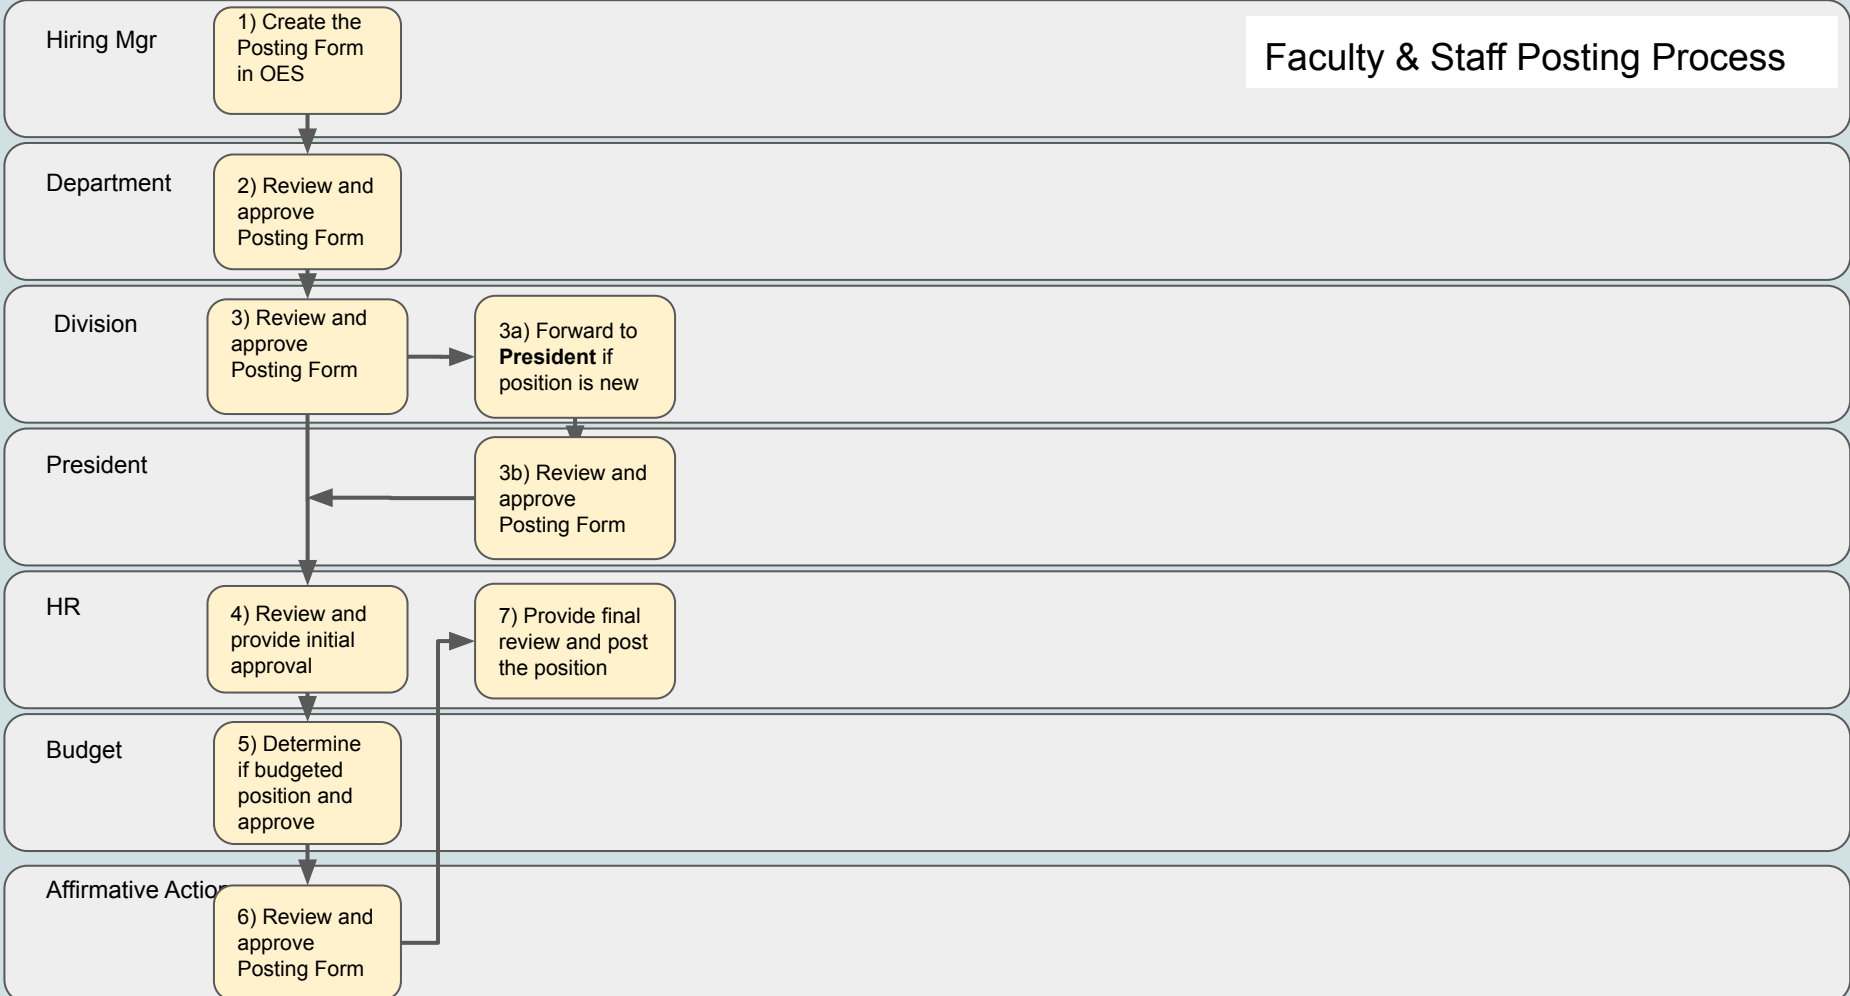 Hiring Mgr
1) Create the
Posting Form
in OES
Faculty & Staff Posting Process
Department
2) Review and
approve
Posting Form
Division
3) Review and
approve
Posting Form
3a) Forward to
President if
position is new
President
3b) Review and
approve
Posting Form
HR
4) Review and
provide initial
approval
7) Provide final
review and post
the position
Budget
5) Determine
if budgeted
position and
approve
Affirmative Action
6) Review and
approve
Posting Form